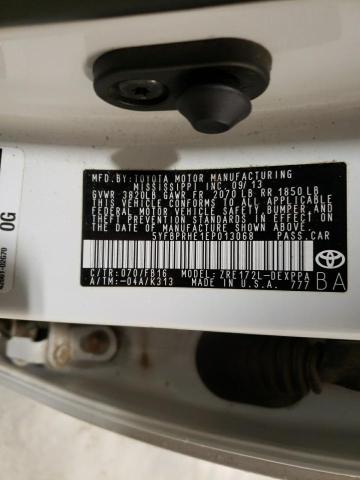 MFD. BY: TOYOTA MOTOR MANUFACTURING
MISSISSIPPI INC. 09/13
GVWR 3820LB GAWR FR 2070 LB RR 1850LB
THIS VEHICLE CONFORMS TO ALL APPLICABLE
FEDERAL MOTOR VEHICLE SAFETY, BUMPER AND
THEFT PREVENTION STANDARDS IN EFFECT ON
THE DATE OF MANUFACTURE SHOWN ABOVE.
5YFBPRHE1EP013068 PASS.CAR
C/TR: 070/FB16 MODEL: ZRE172L-DEXPPA
A/TM: -04A/K313 MADE IN U.S.A. 777
BA
0G